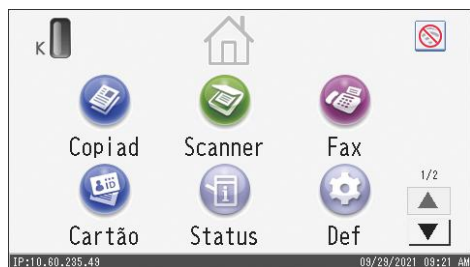 K
Copiad Scanner Fax
1/2
Cartão Status Def
IP:10.60.235.49 09/29/2021 09:21 AM